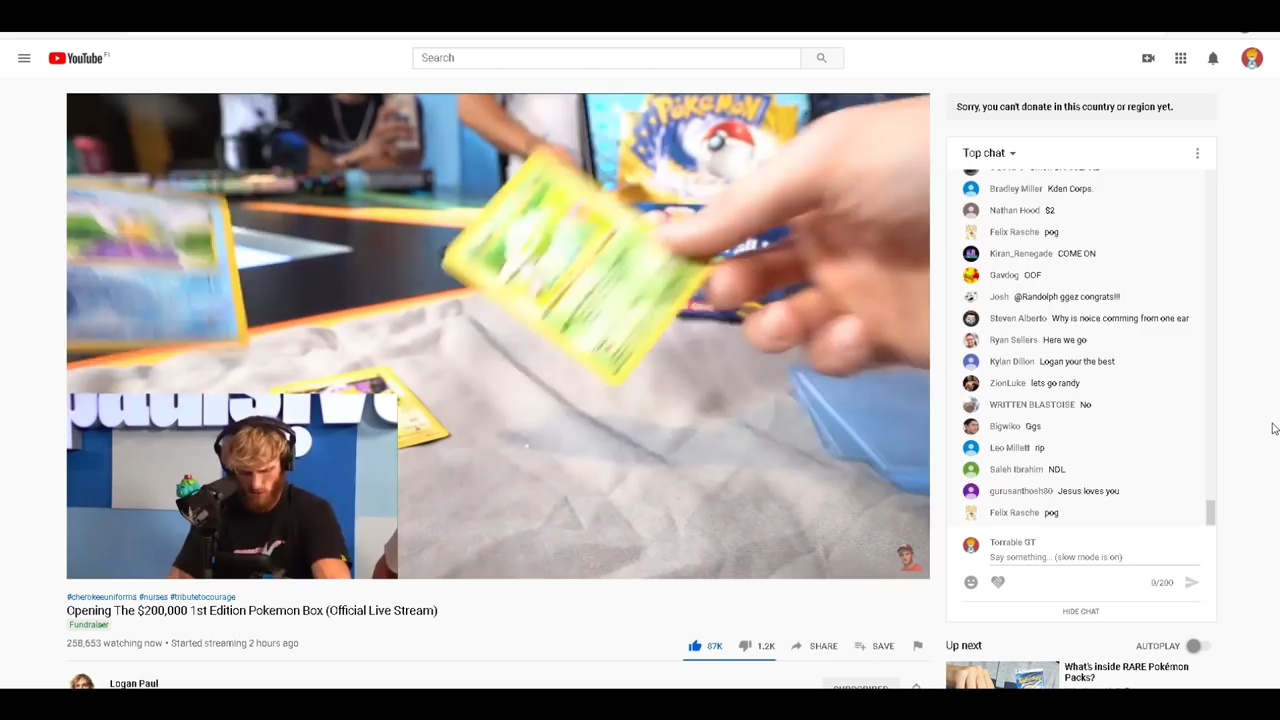 YouTube FI
Search
POKéMON
paulsive
#cherokeeuniforms #nurses #tributetocourage
Opening The $200,000 1st Edition Pokemon Box (Official Live Stream)
Fundraiser
258,653 watching now • Started streaming 2 hours ago
87K
1.2K
SHARE
SAVE
Logan Paul
SUBSCRIBED
Sorry, you can't donate in this country or region yet.
Top chat
Bradley Miller Kden Corps.
Nathan Hood $2
Felix Rasche pog
Kiran_Renegade COME ON
Gavdog OOF
Josh @Randolph ggez congrats!!!
Steven Alberto Why is noice comming from one ear
Ryan Sellers Here we go
Kylan Dillon Logan your the best
ZionLuke lets go randy
WRITTEN BLASTOISE No
Bigwiko Ggs
Leo Millett rip
Saleh Ibrahim NDL
gurusanthosh80 Jesus loves you
Felix Rasche pog
Torrable GT
Say something... (slow mode is on)
0/200
HIDE CHAT
Up next
AUTOPLAY
What's inside RARE Pokémon
Packs?